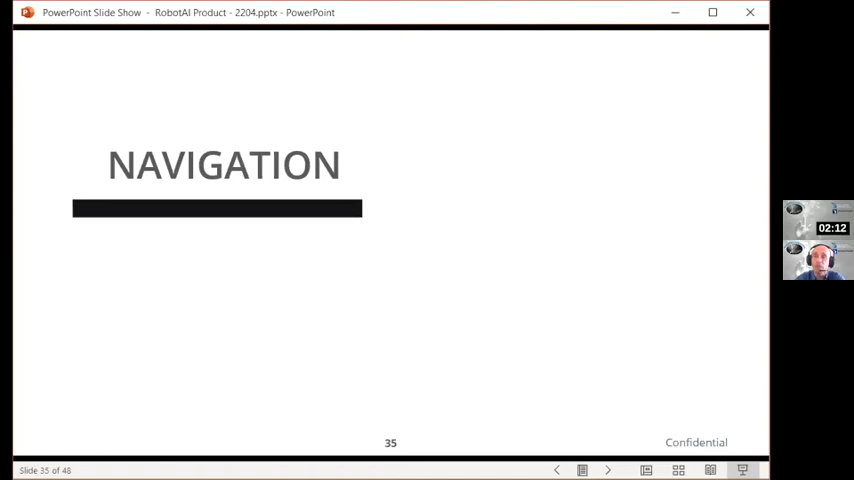 PowerPoint Slide Show - RobotAI Product - 2204.pptx - PowerPoint
NAVIGATION
02:12
35
Confidential
Slide 35 of 48